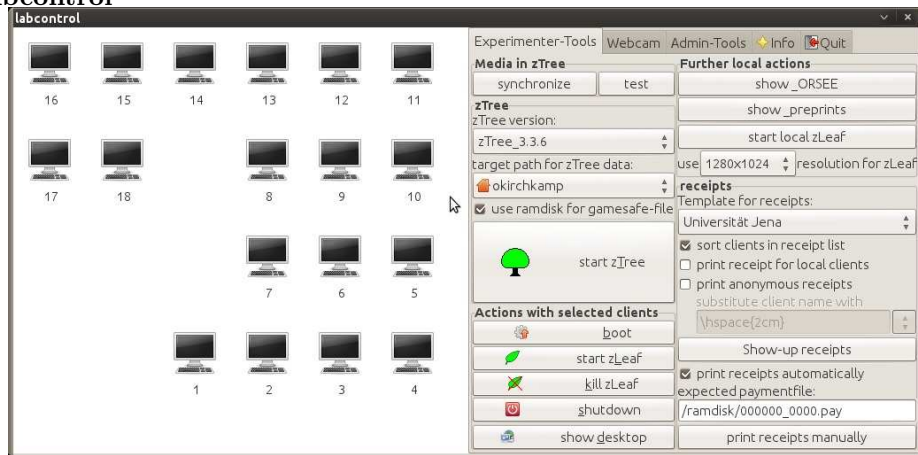 labcontrol
16 15 14 13 12 11
17 18 8 9 10
7 6 5
1 2 3 4
Experimenter-Tools Webcam Admin-Tools Info Quit
Media in zTree
synchronize test
zTree
zTree version:
zTree_3.3.6
target path for zTree data:
okirchkamp
use ramdisk for gamesafe-file
start zTree
Actions with selected clients
boot
start zLeaf
kill zLeaf
shutdown
show desktop
Further local actions
show _ORSEE
show _preprints
start local zLeaf
use 1280x1024 resolution for zLeaf
receipts
Template for receipts:
Universität Jena
sort clients in receipt list
print receipt for local clients
print anonymous receipts
substitute client name with
\hspace{2cm}
Show-up receipts
print receipts automatically
expected paymentfile:
/ramdisk/000000_0000.pay
print receipts manually